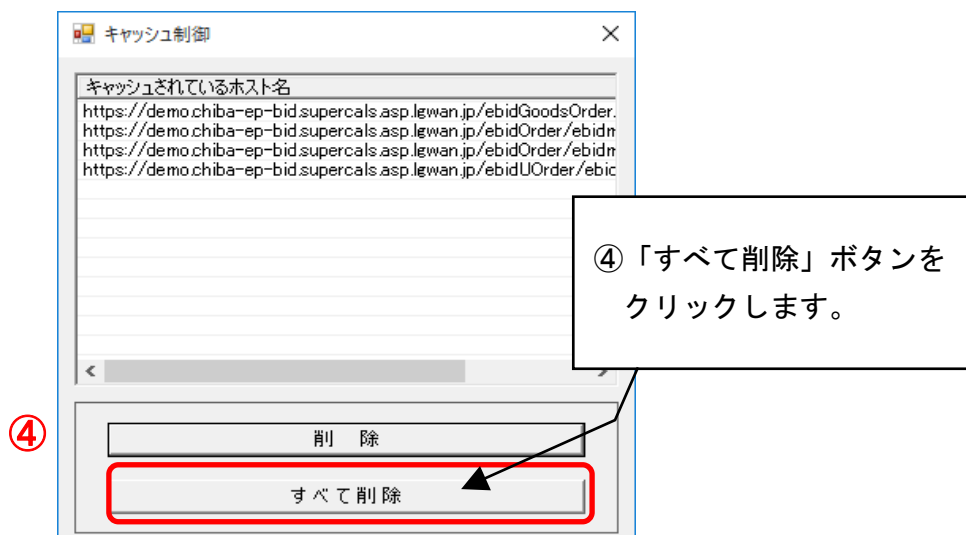 キャッシュ制御
キャッシュされているホスト名
https://demo.chiba-ep-bid.supercals.asp.lgwan.jp/ebidGoodsOrder.
https://demo.chiba-ep-bid.supercals.asp.lgwan.jp/ebidOrder/ebidm
https://demo.chiba-ep-bid.supercals.asp.lgwan.jp/ebidOrder/ebidm
https://demo.chiba-ep-bid.supercals.asp.lgwan.jp/ebidUOrder/ebic
④「すべて削除」ボタンを
クリックします。
④
削 除
すべて削除